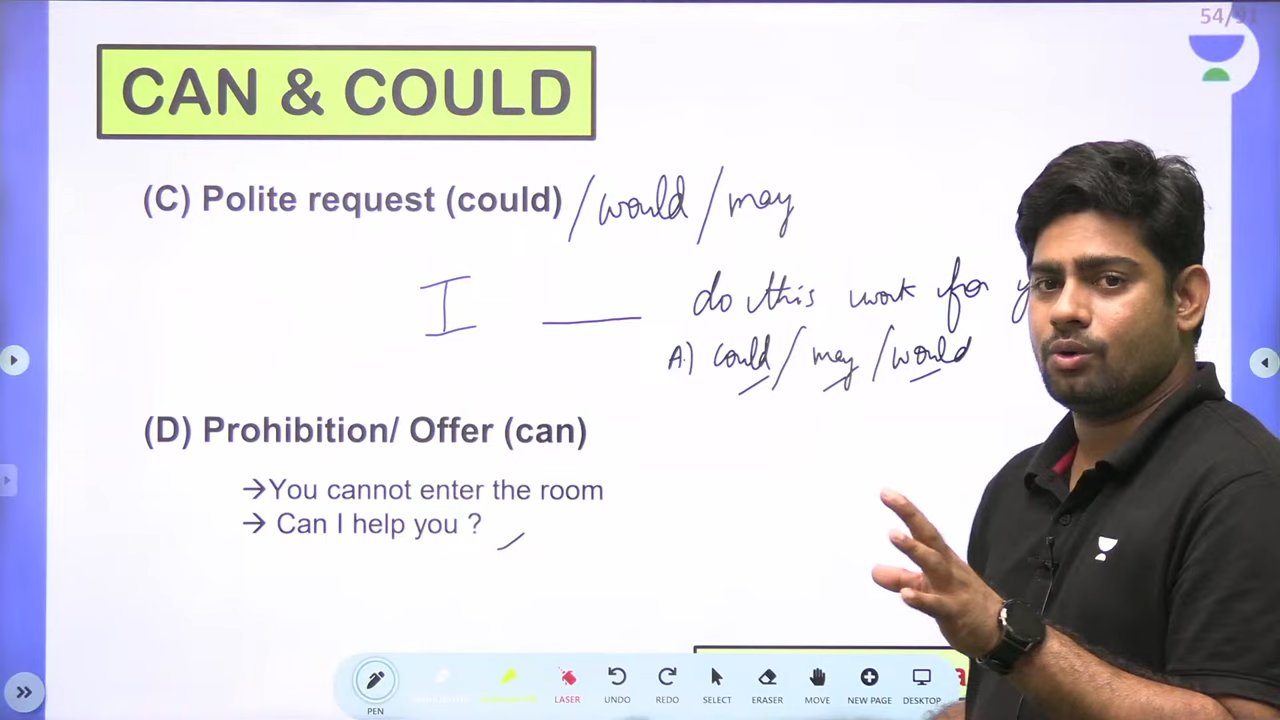 54/91
CAN & COULD
(C) Polite request (could) /would/may
I ___ do this work for
A.) could/may/would
(D) Prohibition/ Offer (can)
→You cannot enter the room
→ Can I help you ?
PEN
LASER
UNDO
REDO
SELECT
ERASER
MOVE
NEW PAGE
DESKTOP